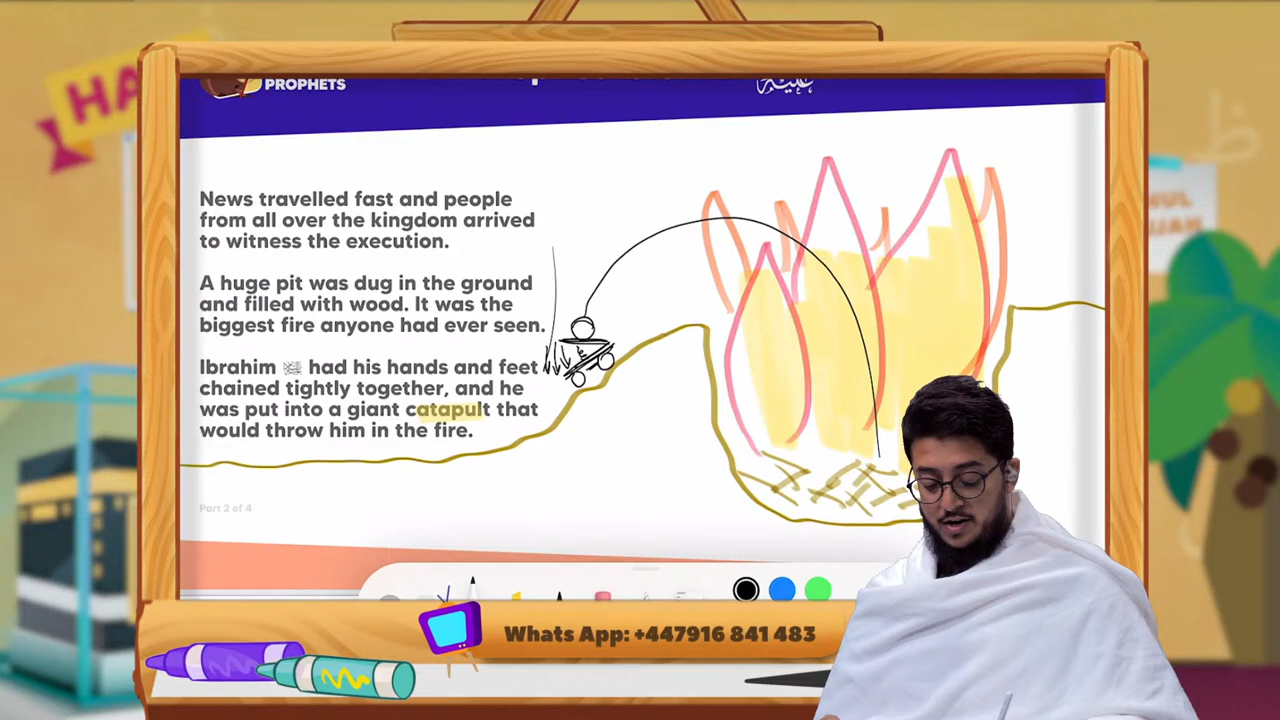 HA
PROPHETS
عليه
News travelled fast and people
from all over the kingdom arrived
to witness the execution.
A huge pit was dug in the ground
and filled with wood. It was the
biggest fire anyone had ever seen.
Ibrahim had his hands and feet
chained tightly together, and he
was put into a giant catapult that
would throw him in the fire.
Part 2 of 4
Whats App: +447916 841 483